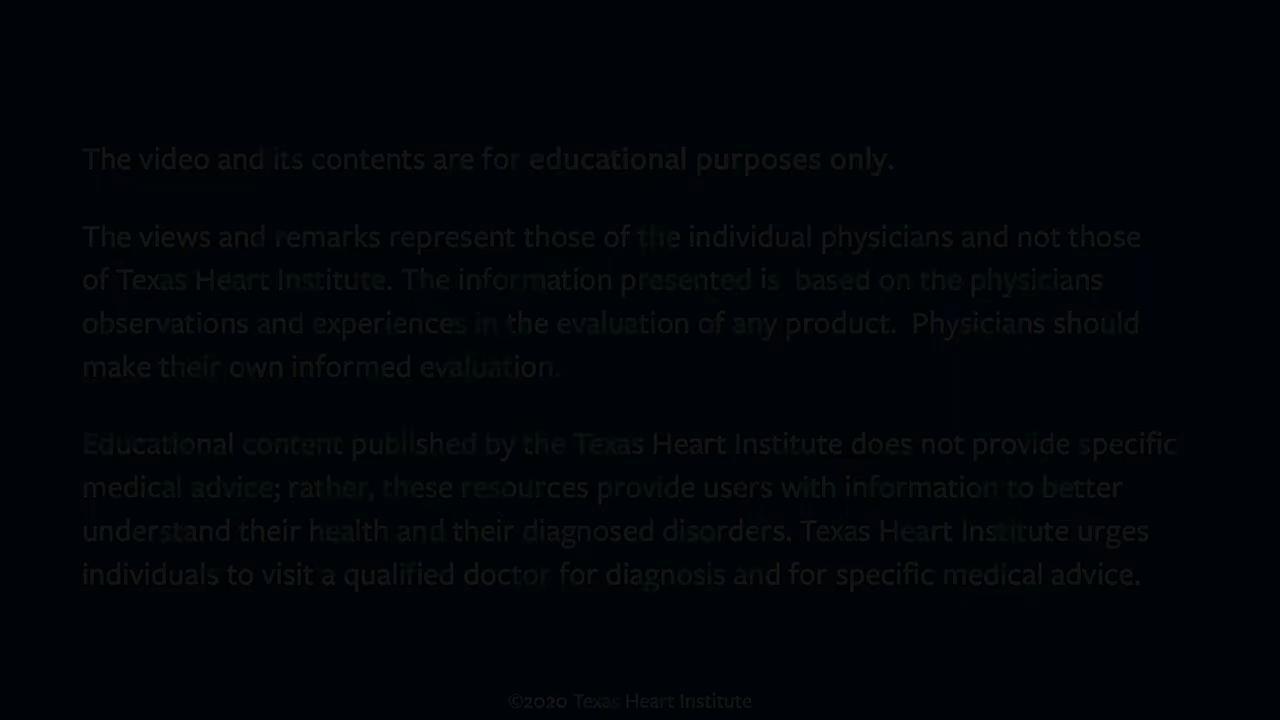 The video and its contents are for educational purposes only.
The views and remarks represent those of the individual physicians and not those
of Texas Heart Institute. The information presented is  based on the physicians
observations and experiences in the evaluation of any product.  Physicians should
make their own informed evaluation.
Educational content published by the Texas Heart Institute does not provide specific
medical advice; rather, these resources provide users with information to better
understand their health and their diagnosed disorders. Texas Heart Institute urges
individuals to visit a qualified doctor for diagnosis and for specific medical advice.
©2020 Texas Heart Institute